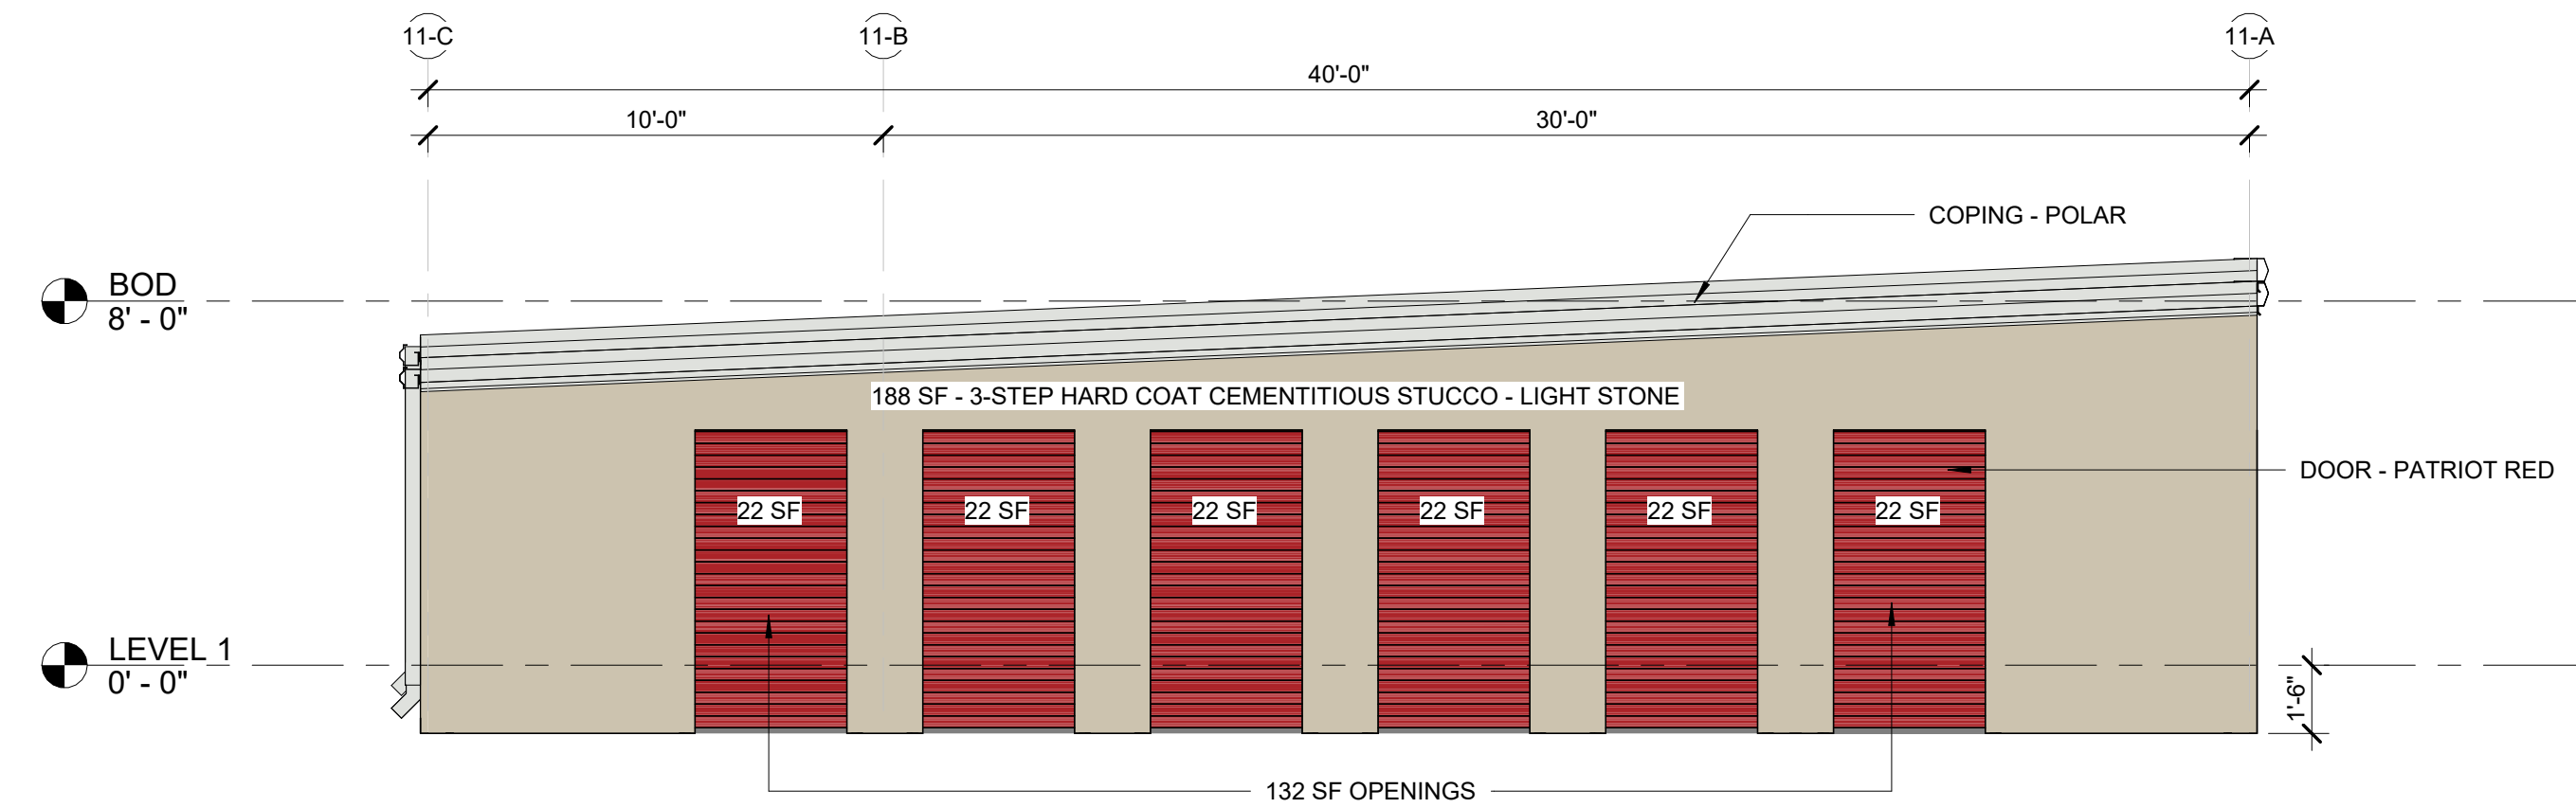 11-C
11-B
11-A
40'-0"
10'-0"
30'-0"
COPING - POLAR
BOD
8' - 0"
188 SF - 3-STEP HARD COAT CEMENTITIOUS STUCCO - LIGHT STONE
DOOR - PATRIOT RED
22 SF
22 SF
22 SF
22 SF
22 SF
22 SF
LEVEL 1
0' - 0"
1'-6"
132 SF OPENINGS